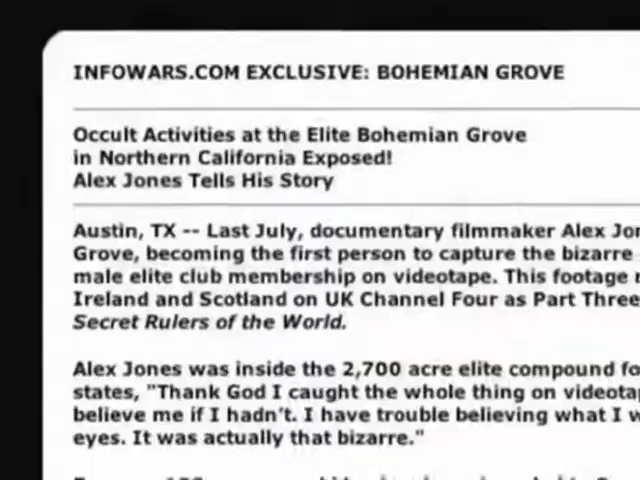 INFOWARS.COM EXCLUSIVE: BOHEMIAN GROVE
Occult Activities at the Elite Bohemian Grove
in Northern California Exposed!
Alex Jones Tells His Story
Austin, TX -- Last July, documentary filmmaker Alex Jo
Grove, becoming the first person to capture the bizarre
male elite club membership on videotape. This footage
Ireland and Scotland on UK Channel Four as Part Three
Secret Rulers of the World.
Alex Jones was inside the 2,700 acre elite compound fo
states, "Thank God I caught the whole thing on videota
believe me if I hadn't. I have trouble believing what I
eyes. It was actually that bizarre."